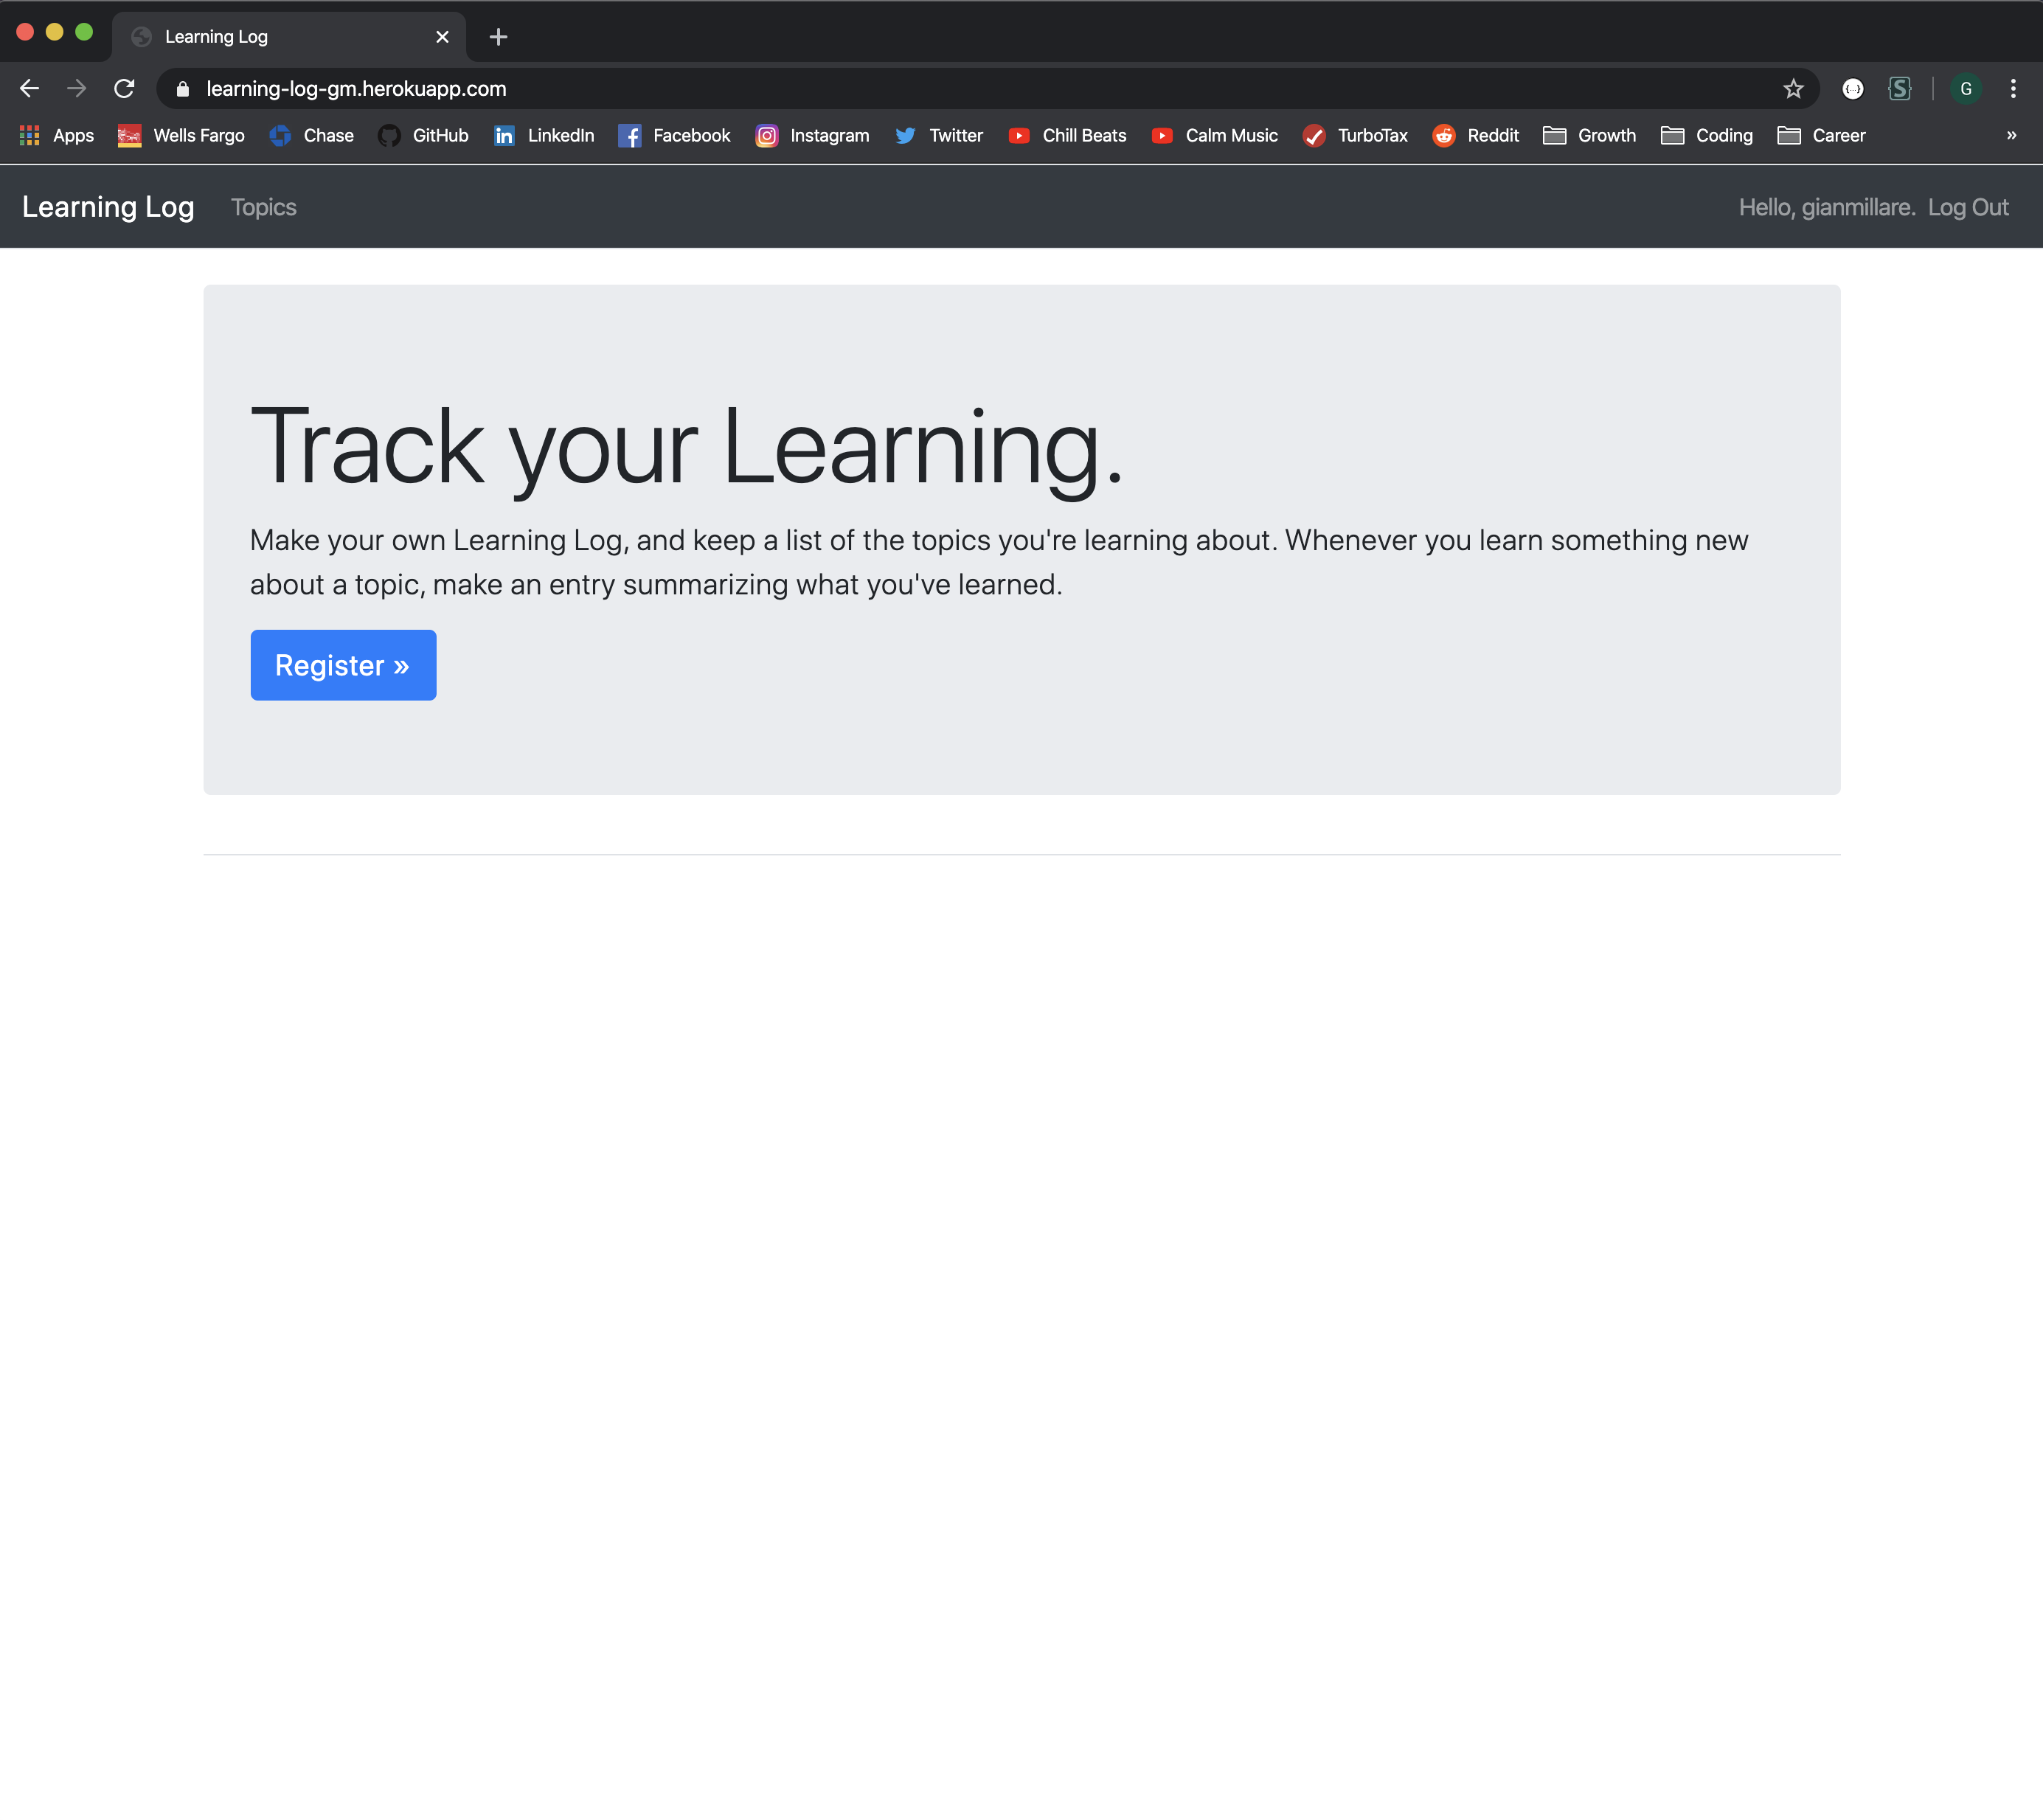 Learning Log
learning-log-gm.herokuapp.com
G
Apps Wells Fargo Chase GitHub LinkedIn Facebook Instagram Twitter Chill Beats Calm Music TurboTax Reddit Growth Coding Career »
Learning Log Topics Hello, gianmillare. Log Out
Track your Learning.
Make your own Learning Log, and keep a list of the topics you're learning about. Whenever you learn something new
about a topic, make an entry summarizing what you've learned.
Register »